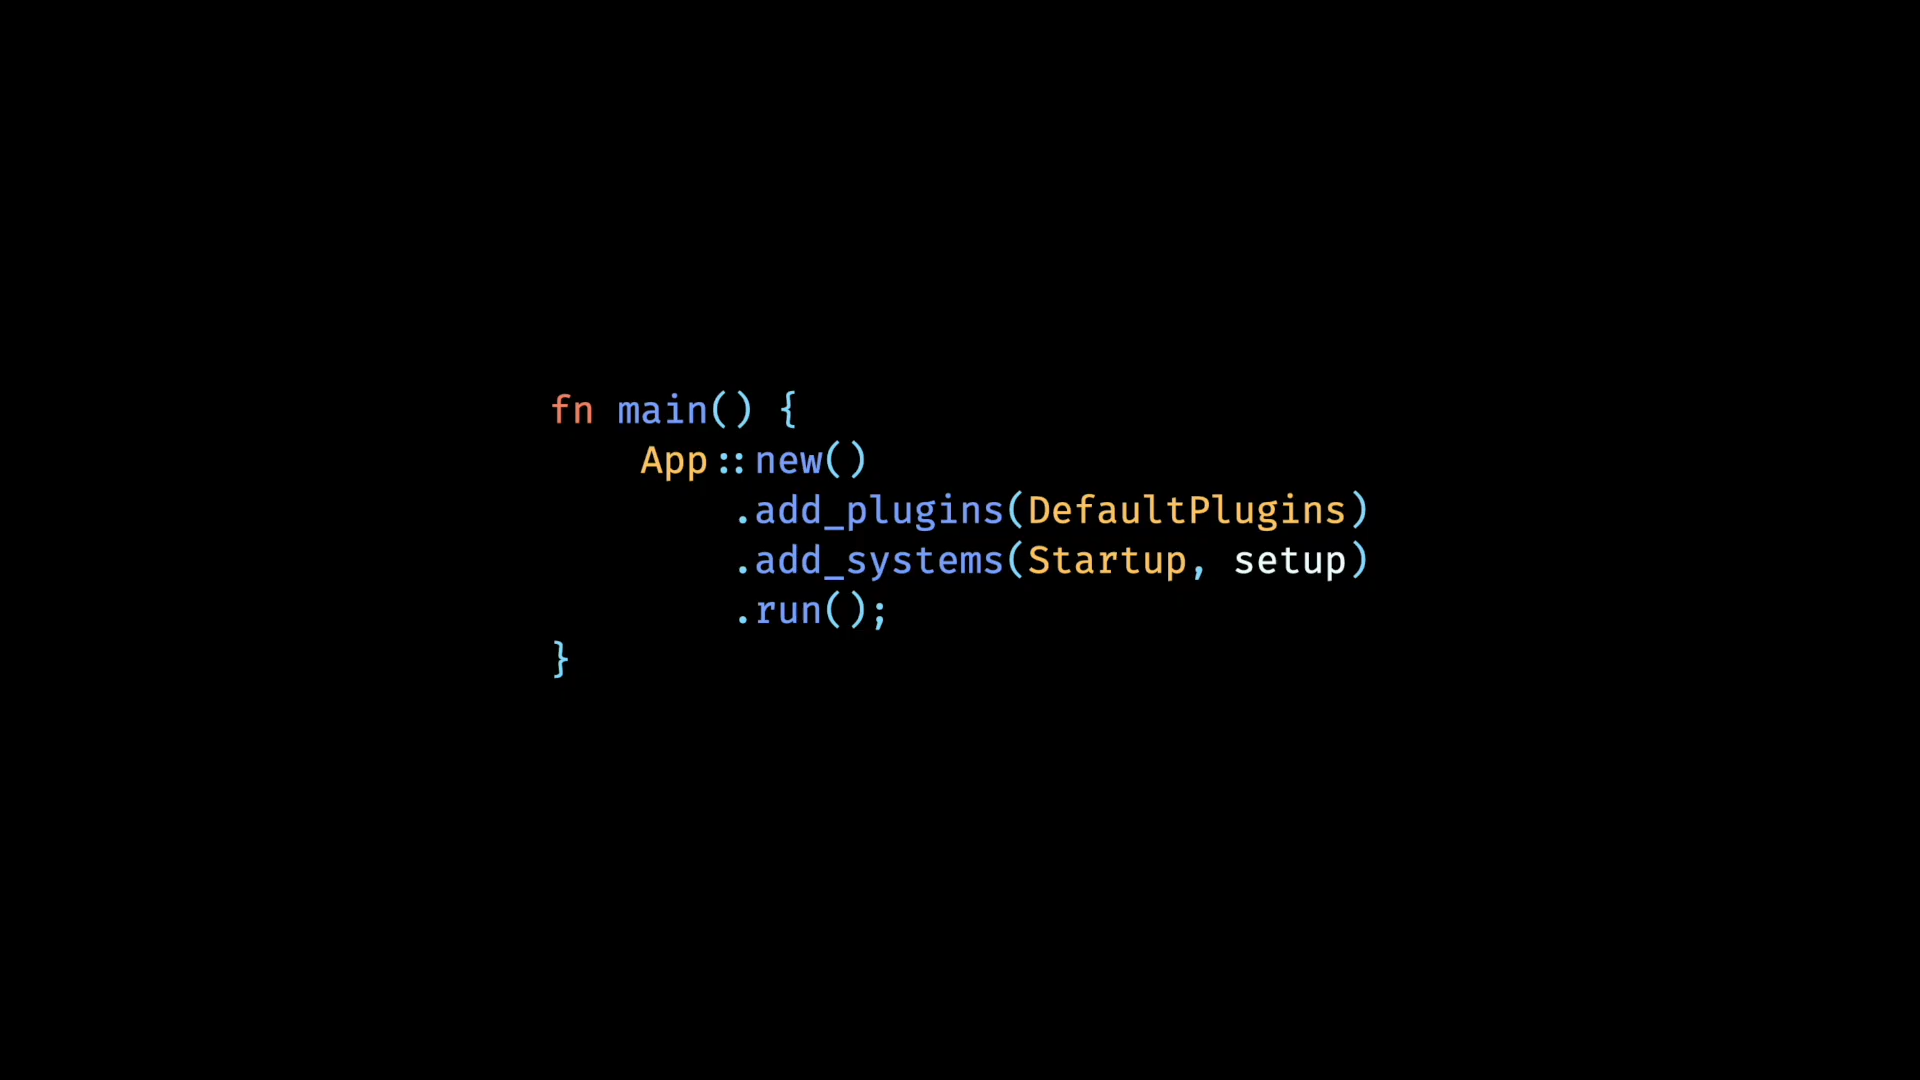 fn main() {
    App::new()
        .add_plugins(DefaultPlugins)
        .add_systems(Startup, setup)
        .run();
}